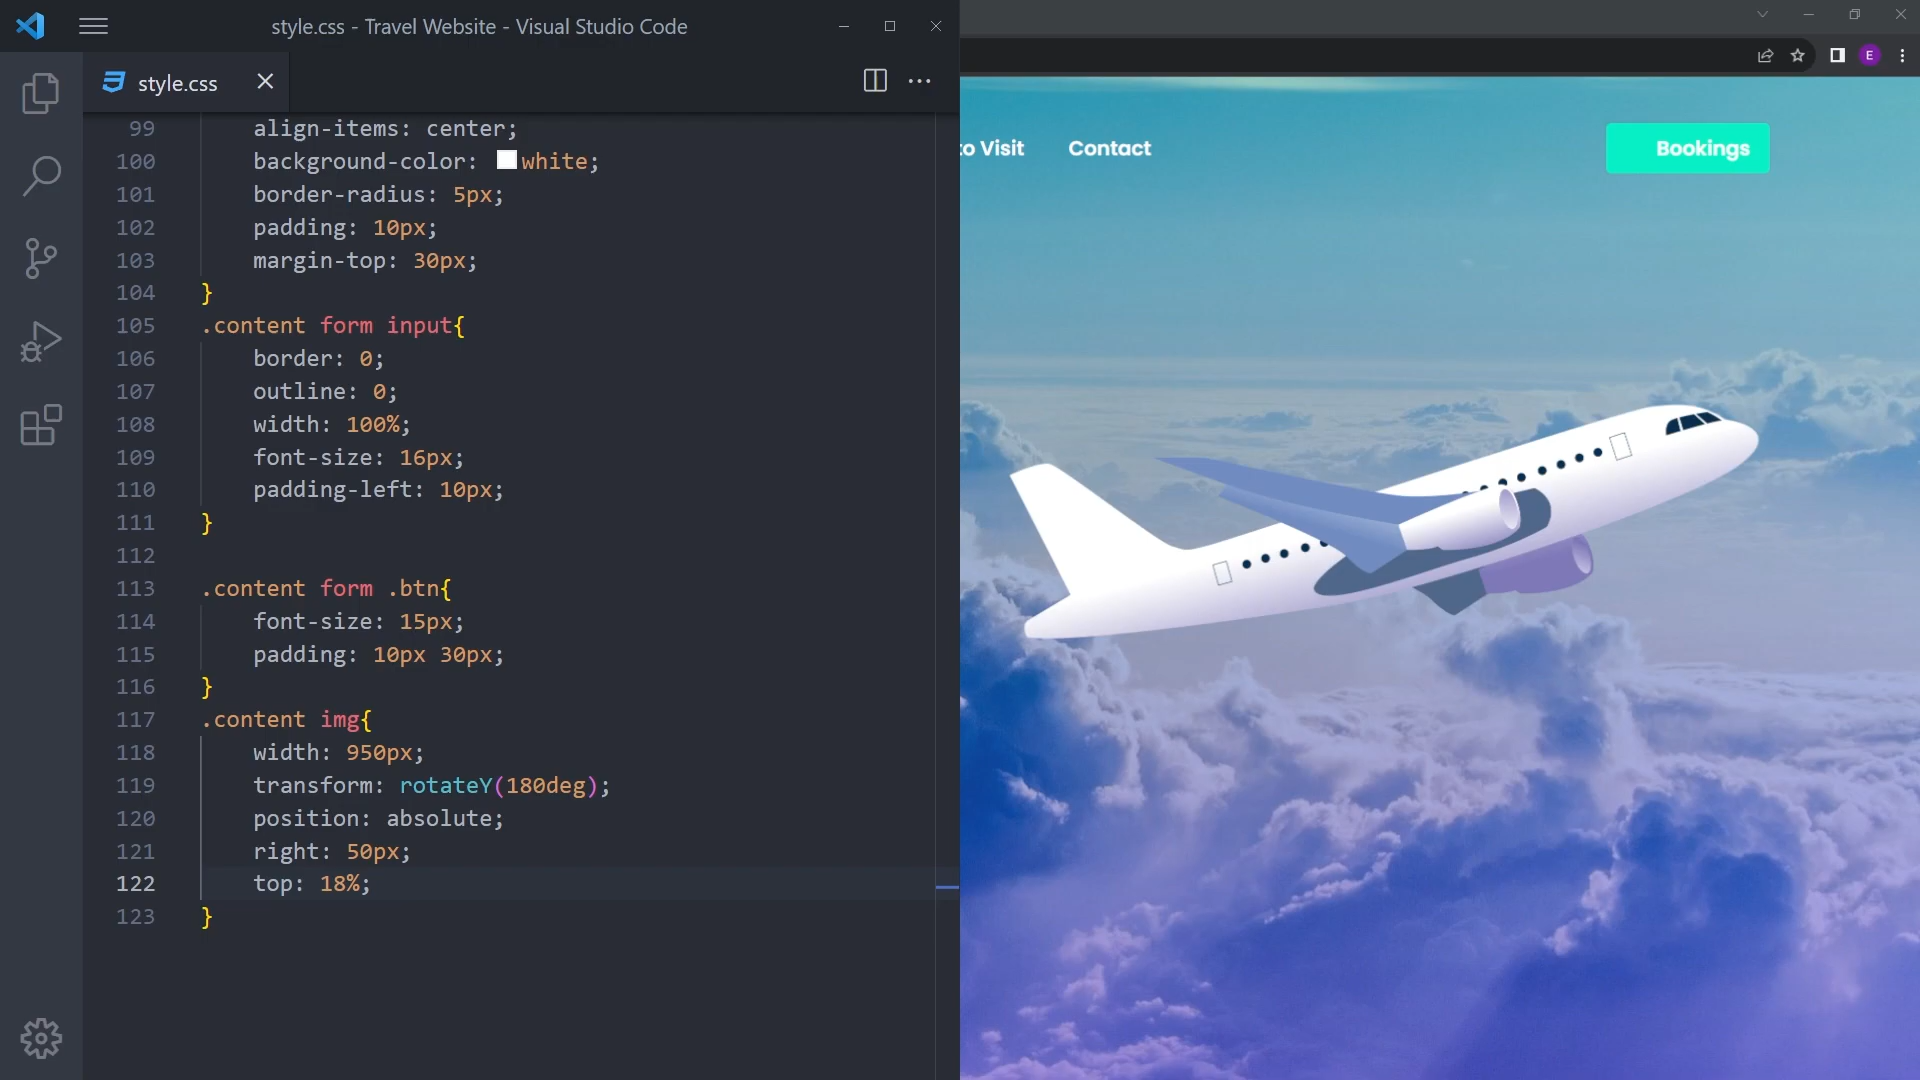 style.css - Travel Website - Visual Studio Code
style.css
99 align-items: center;
100 background-color: white;
101 border-radius: 5px;
102 padding: 10px;
103 margin-top: 30px;
104 }
105 .content form input{
106 border: 0;
107 outline: 0;
108 width: 100%;
109 font-size: 16px;
110 padding-left: 10px;
111 }
112
113 .content form .btn{
114 font-size: 15px;
115 padding: 10px 30px;
116 }
117 .content img{
118 width: 950px;
119 transform: rotateY(180deg);
120 position: absolute;
121 right: 50px;
122 top: 18%;
123 }
E
to Visit Contact Bookings